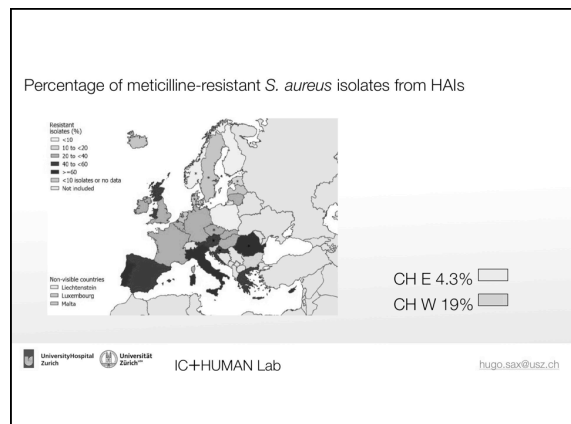 Percentage of meticilline-resistant S. aureus isolates from HAIs
Resistant
isolates (%)
<10
10 to <20
20 to <40
40 to <60
>=60
<10 isolates or no data
Not included
Non-visible countries
Liechtenstein
Luxembourg
Malta
CH E 4.3%
CH W 19%
UniversityHospital
Zurich
Universität
Zürich
IC+HUMAN Lab
hugo.sax@usz.ch